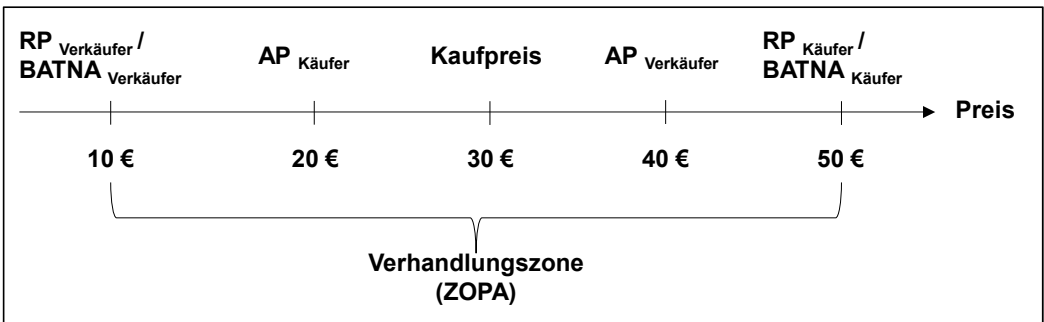 RP Verkäufer /
BATNA Verkäufer
AP Käufer
Kaufpreis
AP Verkäufer
RP Käufer /
BATNA Käufer
Preis
10 € 20 € 30 € 40 € 50 €
Verhandlungszone
(ZOPA)